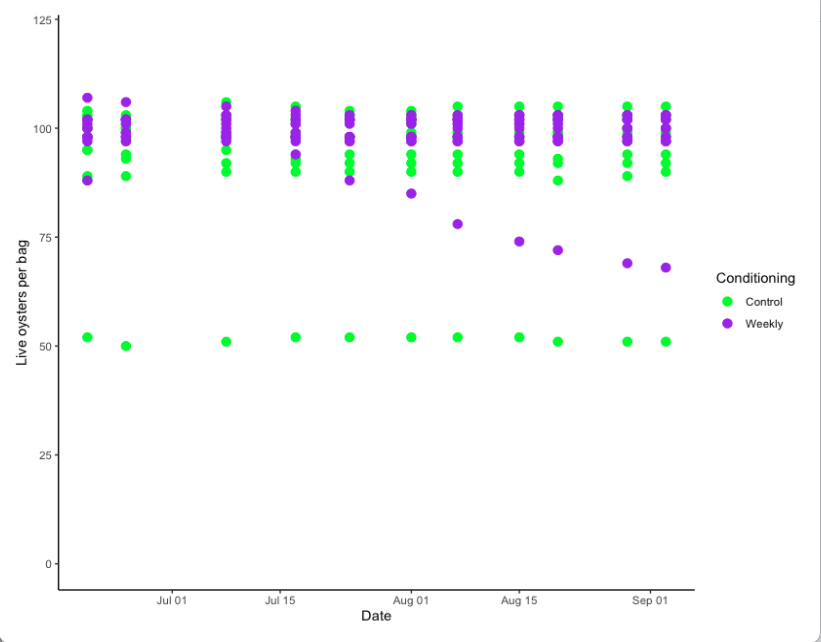 125
100
75
50
25
0
Live oysters per bag
Jul 01
Jul 15
Aug 01
Aug 15
Sep 01
Date
Conditioning
Control
Weekly